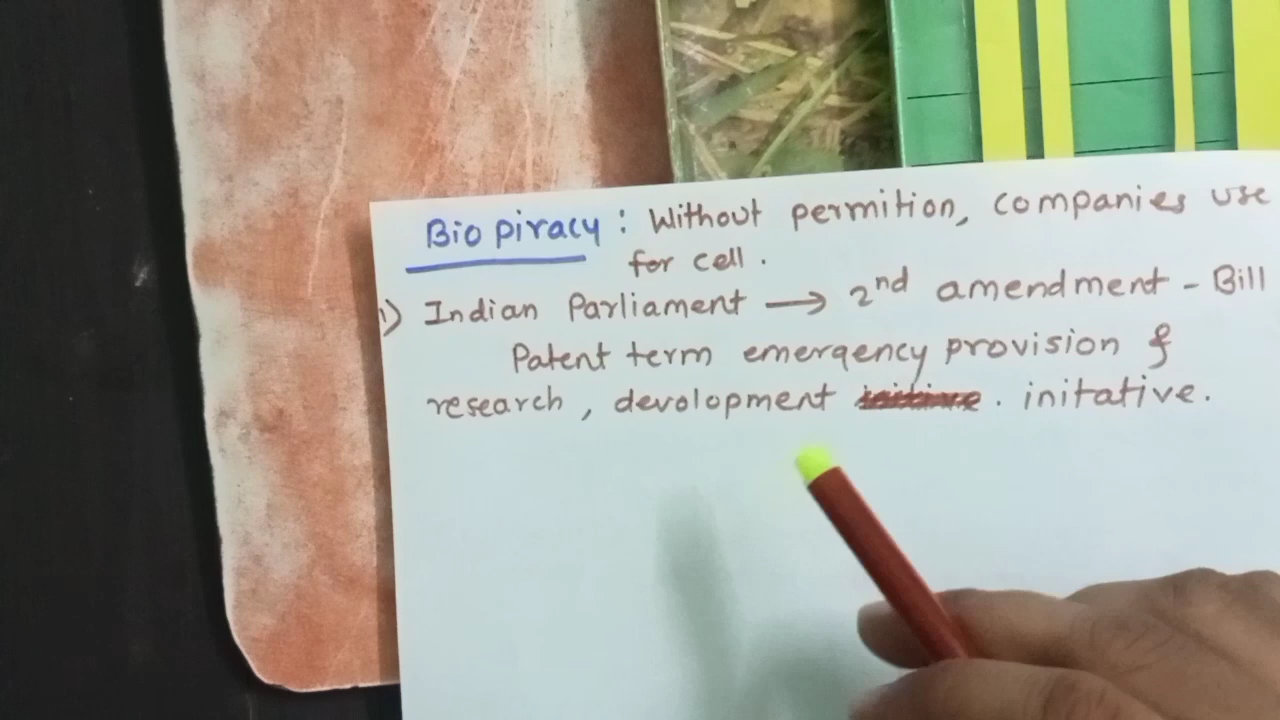 Bio piracy : Without permition, companies use
for cell.
1) Indian Parliament → 2nd amendment - Bill
Patent term emergency provision &
research, devolopment . initative.